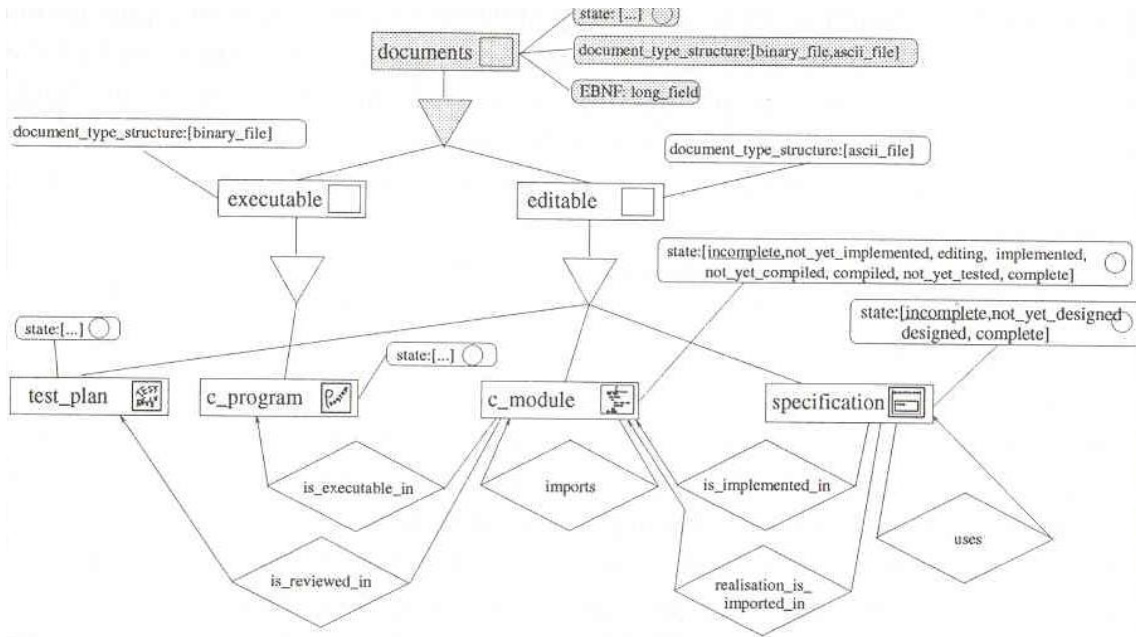 state: [...]
documents
document_type_structure:[binary_file,ascii_file]
EBNF: long_field
document_type_structure:[binary_file]
document_type_structure:[ascii_file]
executable
editable
state:[incomplete,not_yet_implemented, editing, implemented,
not_yet_compiled, compiled, not_yet_tested, complete]
state:[incomplete,not_yet_designed
designed, complete]
state:[...]
state:[...]
test_plan
TEST
c_program
c_module
specification
is_executable_in
imports
is_implemented_in
uses
is_reviewed_in
realisation_is_
imported_in